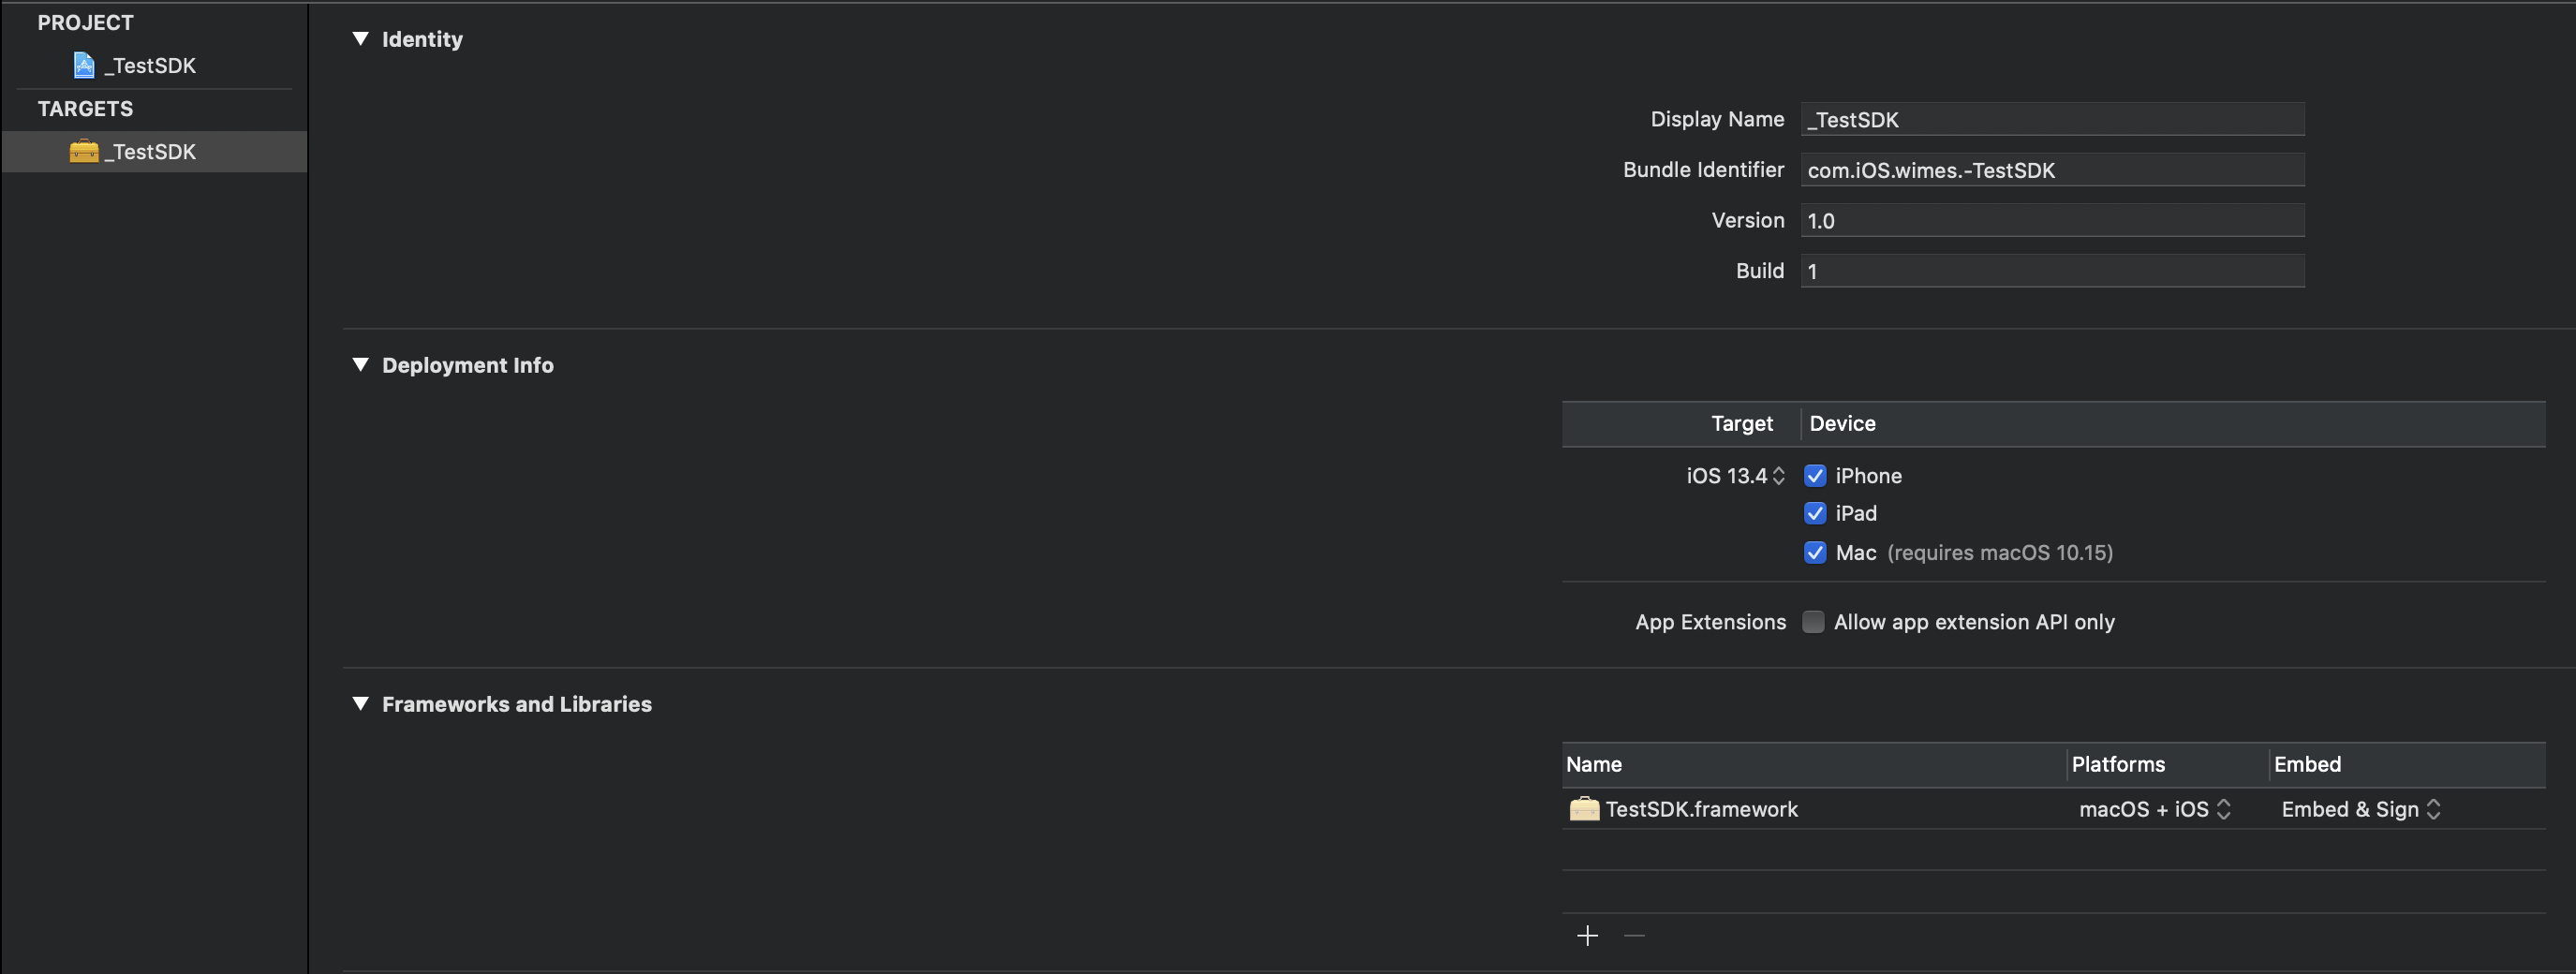 PROJECT
_TestSDK
TARGETS
_TestSDK
Identity
Display Name _TestSDK
Bundle Identifier com.iOS.wimes.-TestSDK
Version 1.0
Build 1
Deployment Info
Target Device
iOS 13.4 iPhone
iPad
Mac (requires macOS 10.15)
App Extensions Allow app extension API only
Frameworks and Libraries
Name Platforms Embed
TestSDK.framework macOS + iOS Embed & Sign